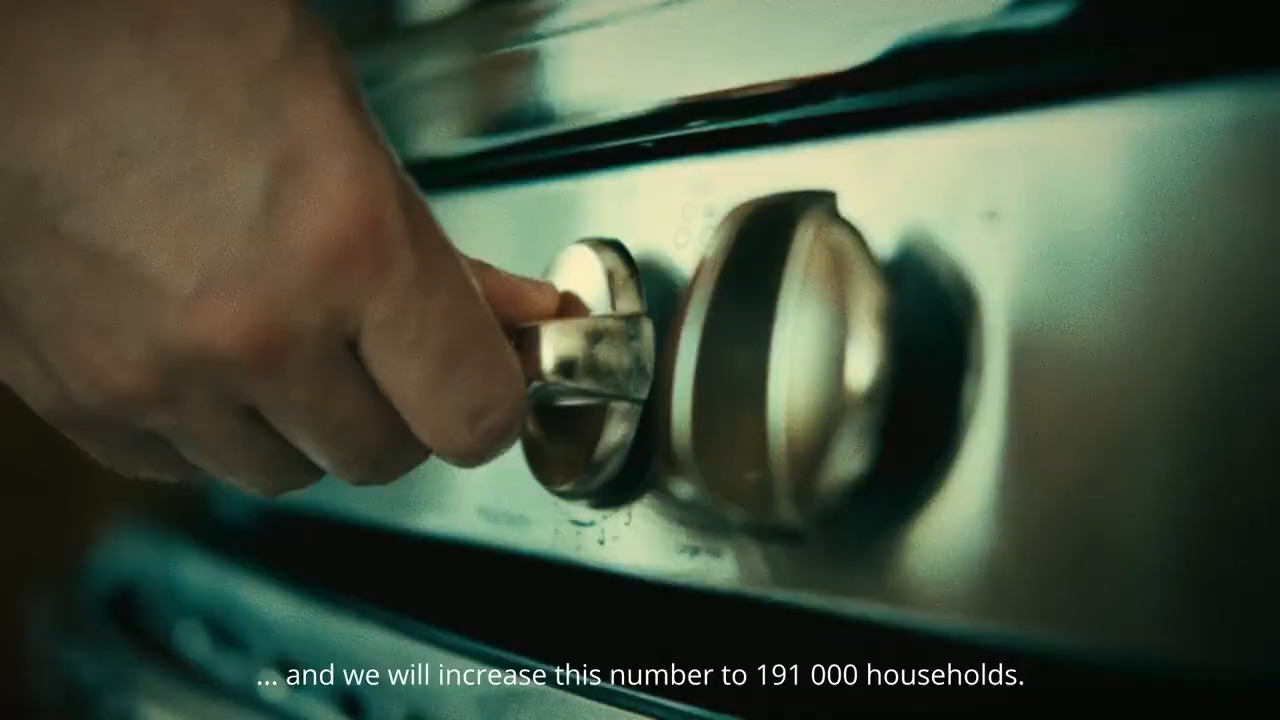 ... and we will increase this number to 191 000 households.